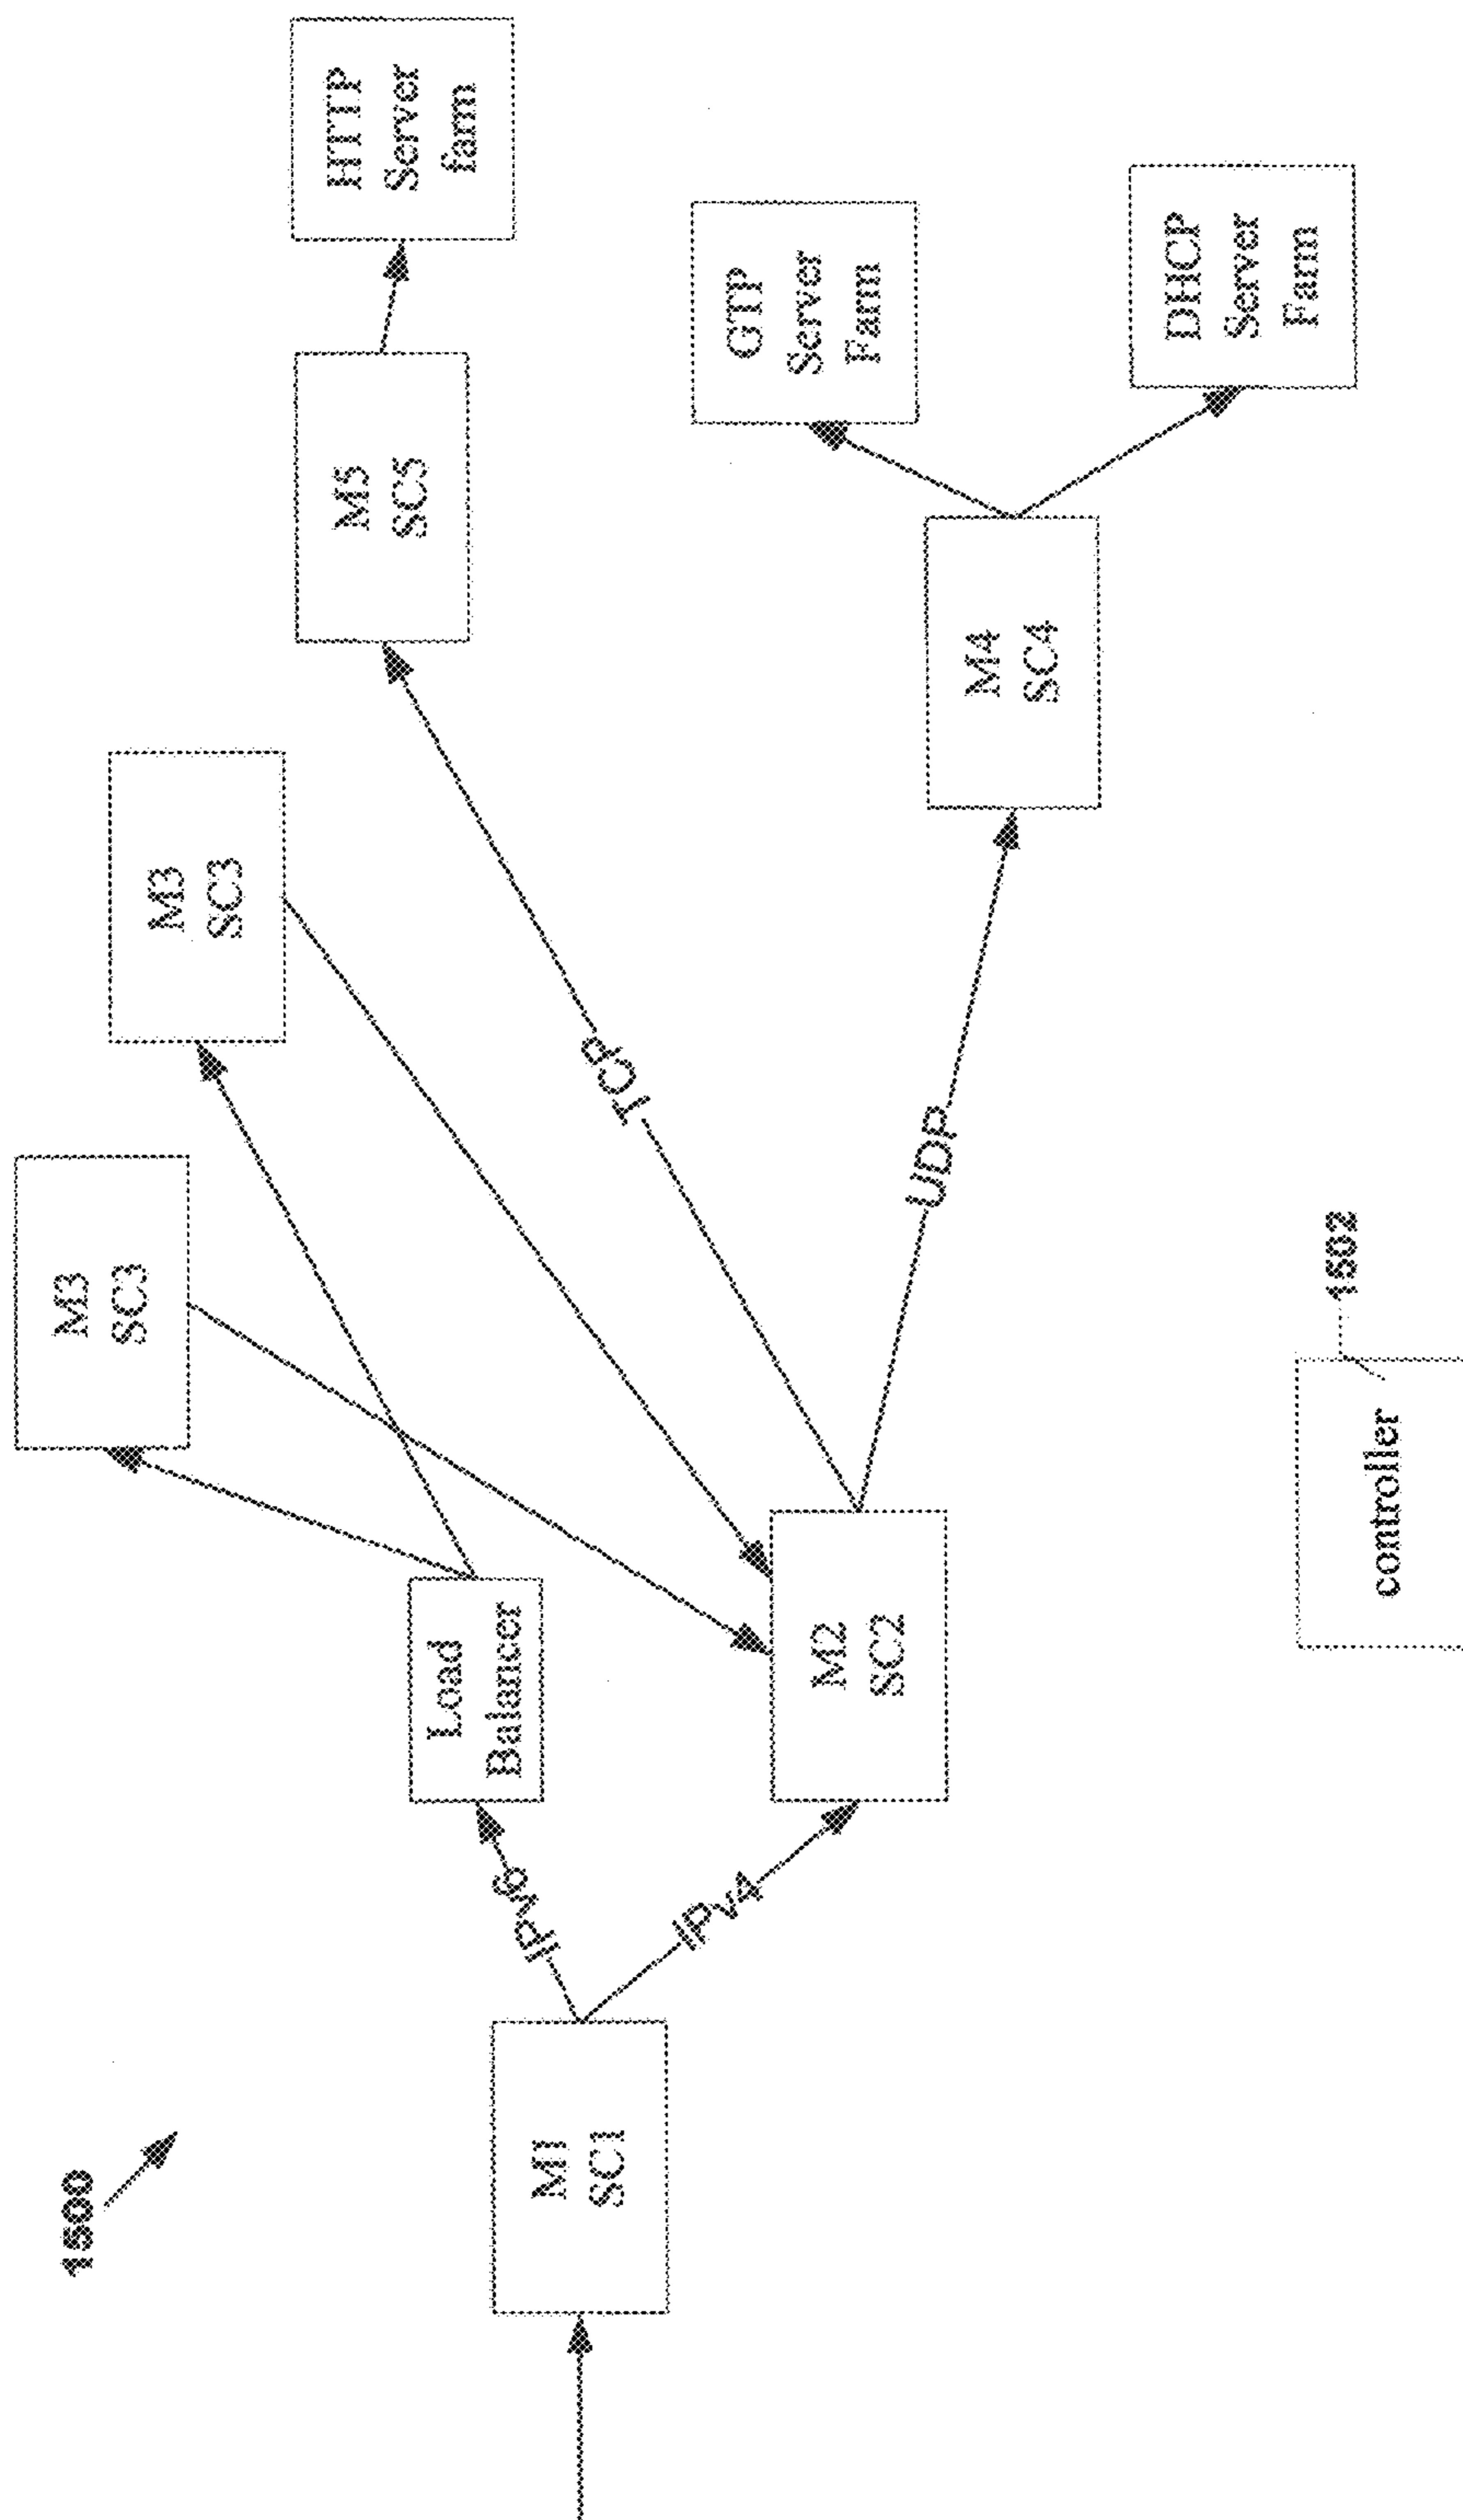 1500
M1
SC1
IPv6
IPv4
Load
Balancer
M2
SC2
M3
SC3
M3
SC3
TCP
UDP
M5
SC5
M4
SC4
HTTP
Server
farm
GTP
Server
Farm
DHCP
Server
Farm
controller
1502